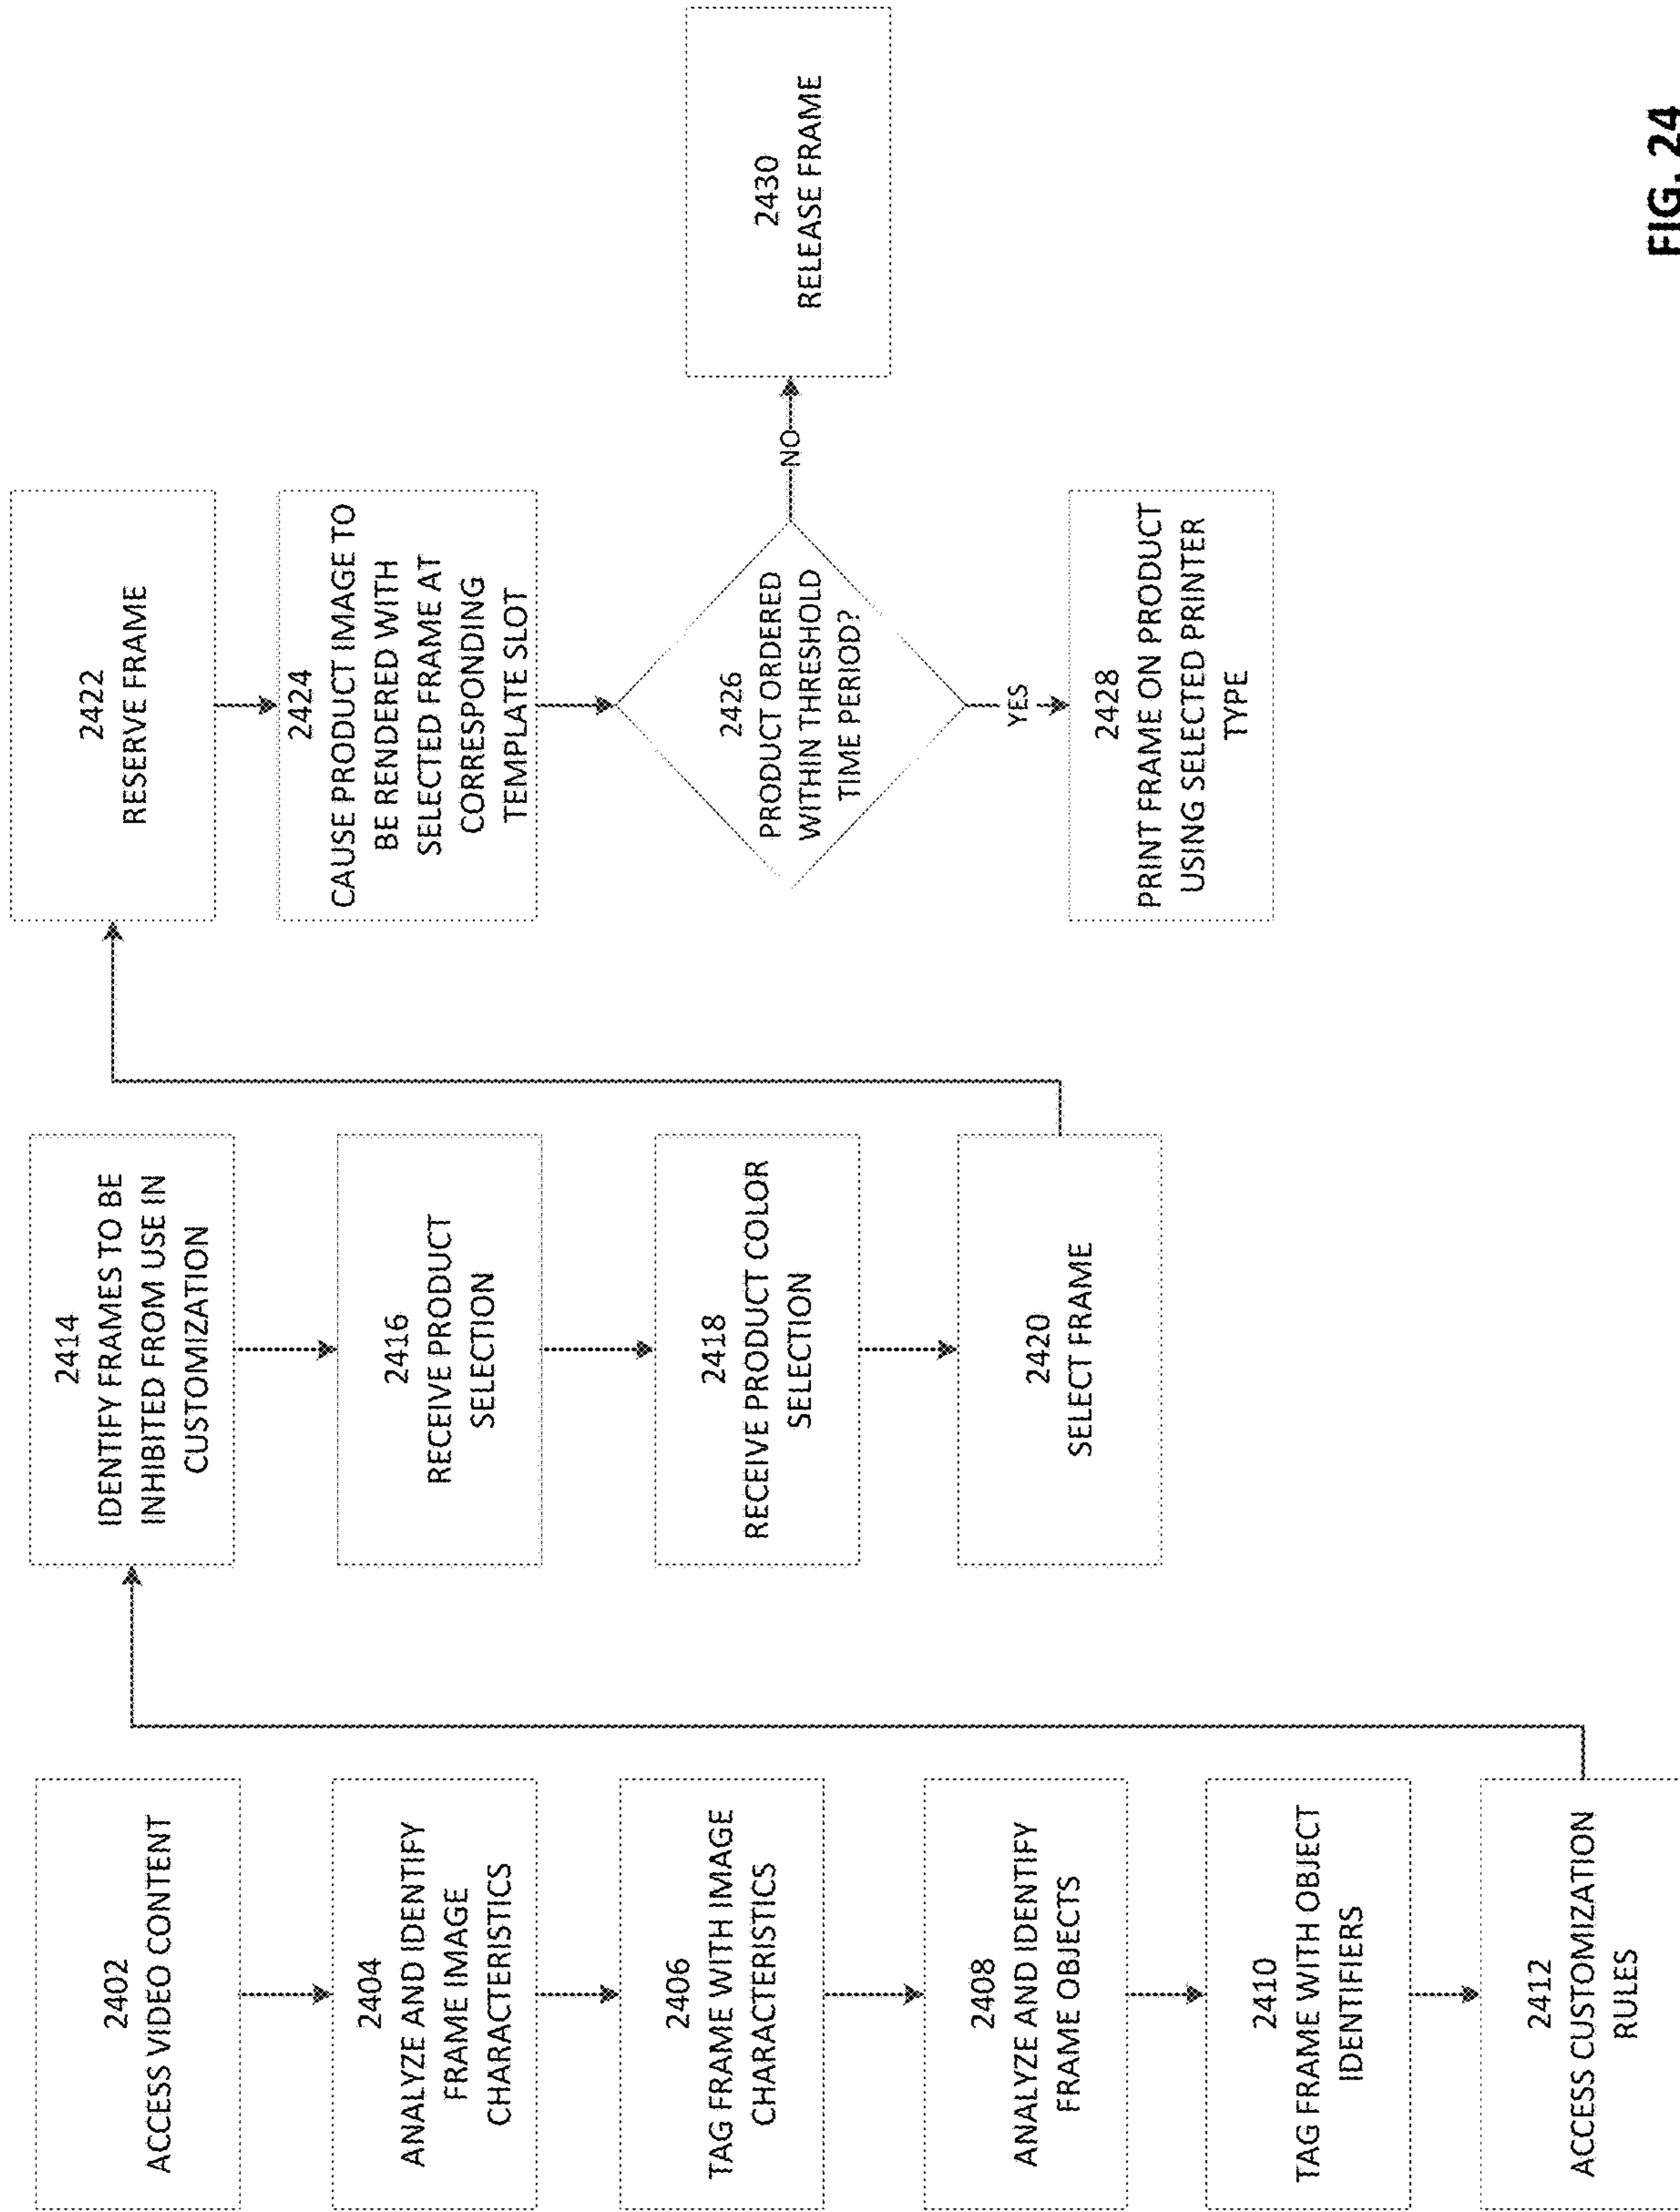 2402
ACCESS VIDEO CONTENT
2404
ANALYZE AND IDENTIFY
FRAME IMAGE
CHARACTERISTICS
2406
TAG FRAME WITH IMAGE
CHARACTERISTICS
2408
ANALYZE AND IDENTIFY
FRAME OBJECTS
2410
TAG FRAME WITH OBJECT
IDENTIFIERS
2412
ACCESS CUSTOMIZATION
RULES
2414
IDENTIFY FRAMES TO BE
INHIBITED FROM USE IN
CUSTOMIZATION
2416
RECEIVE PRODUCT
SELECTION
2418
RECEIVE PRODUCT COLOR
SELECTION
2420
SELECT FRAME
2422
RESERVE FRAME
2424
CAUSE PRODUCT IMAGE TO
BE RENDERED WITH
SELECTED FRAME AT
CORRESPONDING
TEMPLATE SLOT
2426
PRODUCT ORDERED
WITHIN THRESHOLD
TIME PERIOD?
NO
2430
RELEASE FRAME
YES
2428
PRINT FRAME ON PRODUCT
USING SELECTED PRINTER
TYPE
FIG. 24